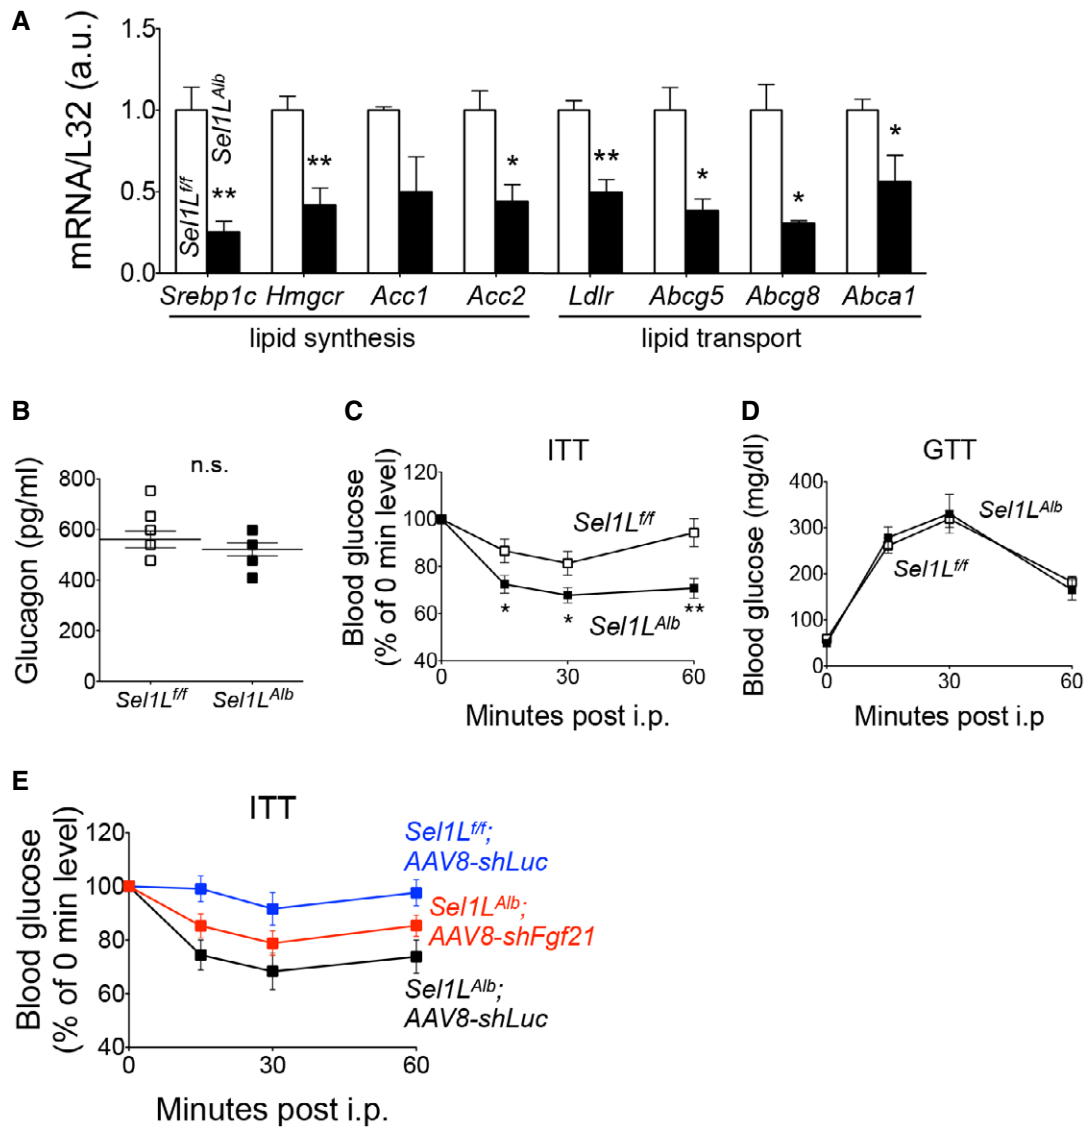 A
mRNA/L32 (a.u.)
1.5
1.0
0.5
0.0
Sel1Lf/f
Sel1LAlb
**
**
*
**
*
*
*
Srebp1c Hmgcr Acc1 Acc2 Ldlr Abcg5 Abcg8 Abca1
lipid synthesis
lipid transport
B
Glucagon (pg/ml)
n.s.
800
600
400
200
0
Sel1Lf/f Sel1LAlb
C
ITT
Blood glucose
(% of 0 min level)
120
100
80
60
40
Sel1Lf/f
Sel1LAlb
* * **
0 30 60
Minutes post i.p.
D
GTT
Blood glucose (mg/dl)
400
300
200
100
0
Sel1LAlb
Sel1Lf/f
0 30 60
Minutes post i.p
E
ITT
Blood glucose
(% of 0 min level)
120
100
80
60
40
Sel1Lf/f;
AAV8-shLuc
Sel1LAlb;
AAV8-shFgf21
Sel1LAlb;
AAV8-shLuc
0 30 60
Minutes post i.p.